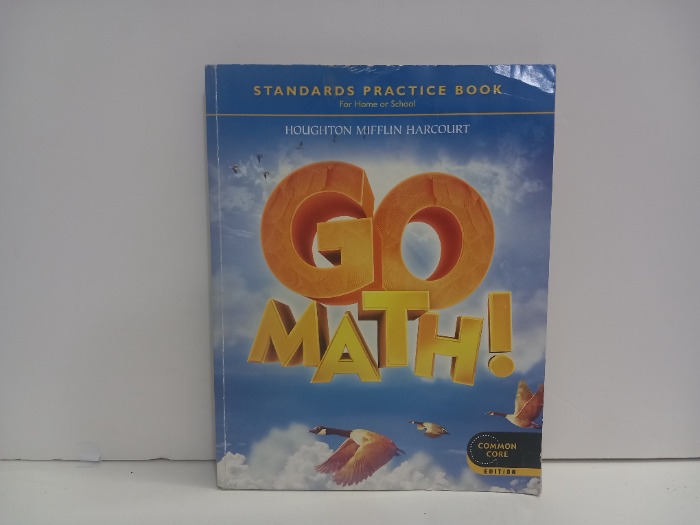 STANDARDS PRACTICE BOOK
For Home or School
HOUGHTON MIFFLIN HARCOURT
GO
MATH!
COMMON
CORE
EDITION